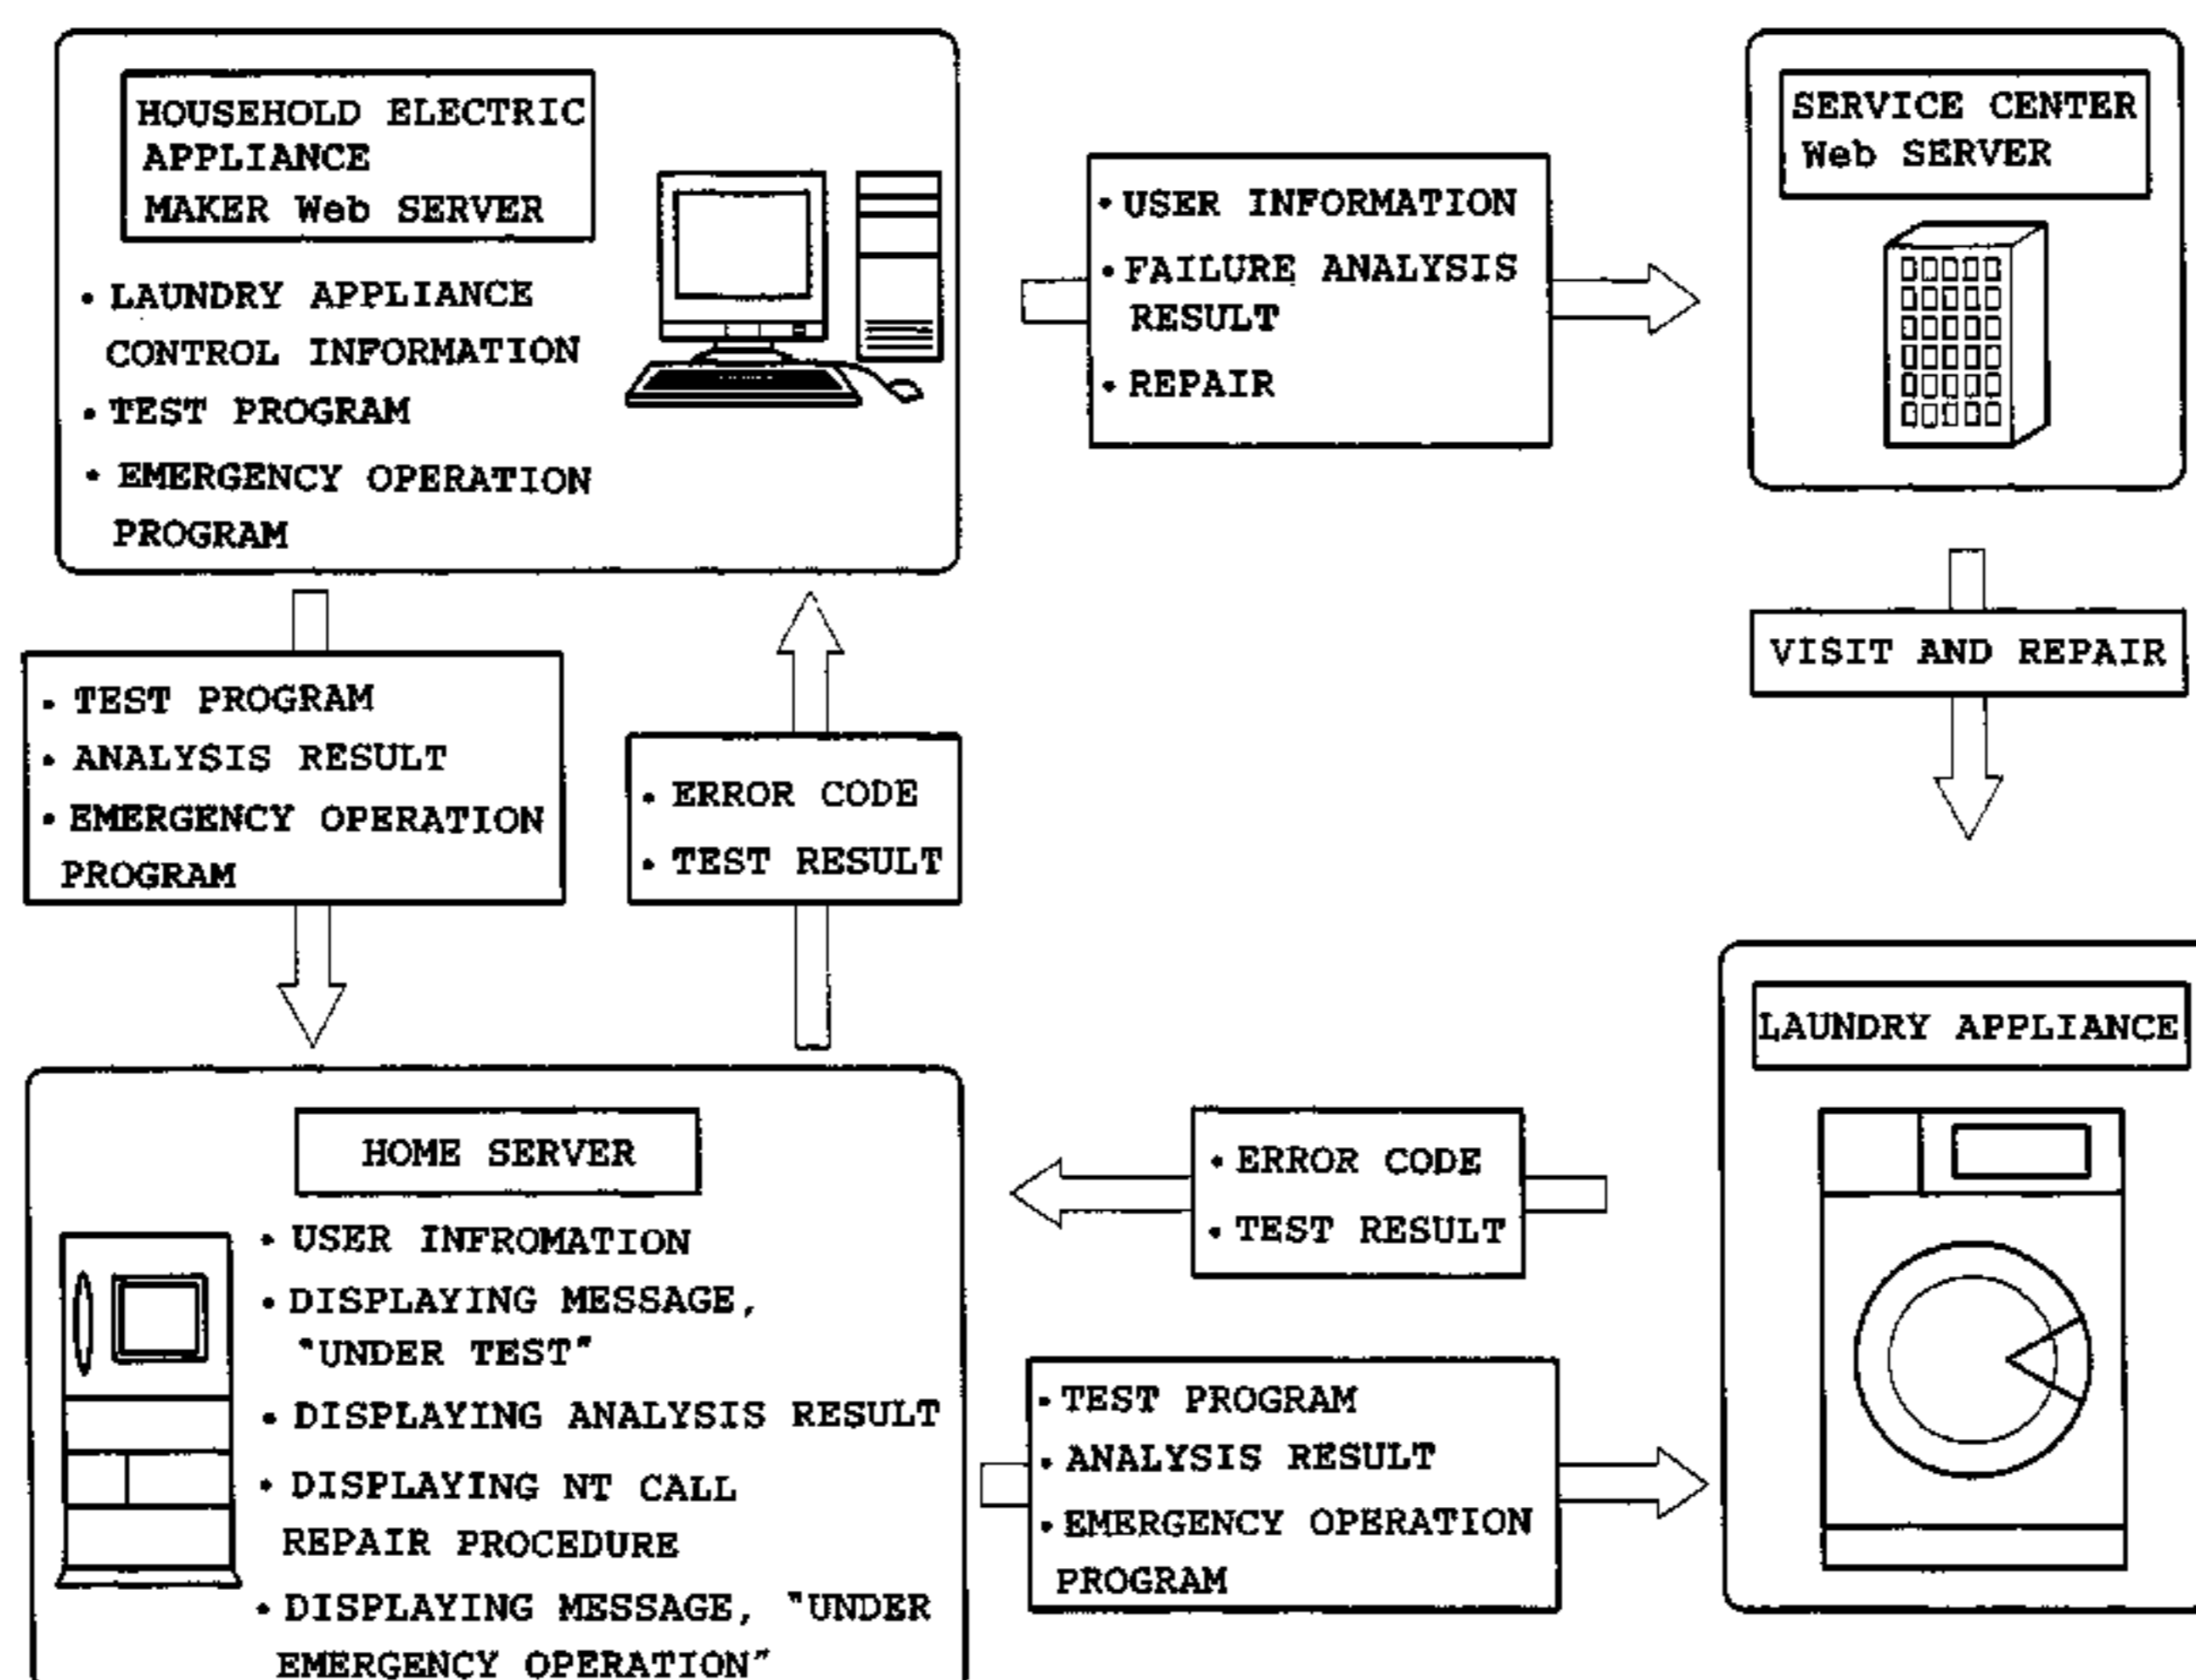 HOUSEHOLD ELECTRIC
APPLIANCE
MAKER Web SERVER
• LAUNDRY APPLIANCE
CONTROL INFORMATION
• TEST PROGRAM
• EMERGENCY OPERATION
PROGRAM
• USER INFORMATION
• FAILURE ANALYSIS
RESULT
• REPAIR
SERVICE CENTER
Web SERVER
• TEST PROGRAM
• ANALYSIS RESULT
• EMERGENCY OPERATION
PROGRAM
• ERROR CODE
• TEST RESULT
VISIT AND REPAIR
HOME SERVER
• USER INFROMATION
• DISPLAYING MESSAGE,
"UNDER TEST"
• DISPLAYING ANALYSIS RESULT
• DISPLAYING NT CALL
REPAIR PROCEDURE
• DISPLAYING MESSAGE, "UNDER
EMERGENCY OPERATION"
• ERROR CODE
• TEST RESULT
• TEST PROGRAM
• ANALYSIS RESULT
• EMERGENCY OPERATION
PROGRAM
LAUNDRY APPLIANCE